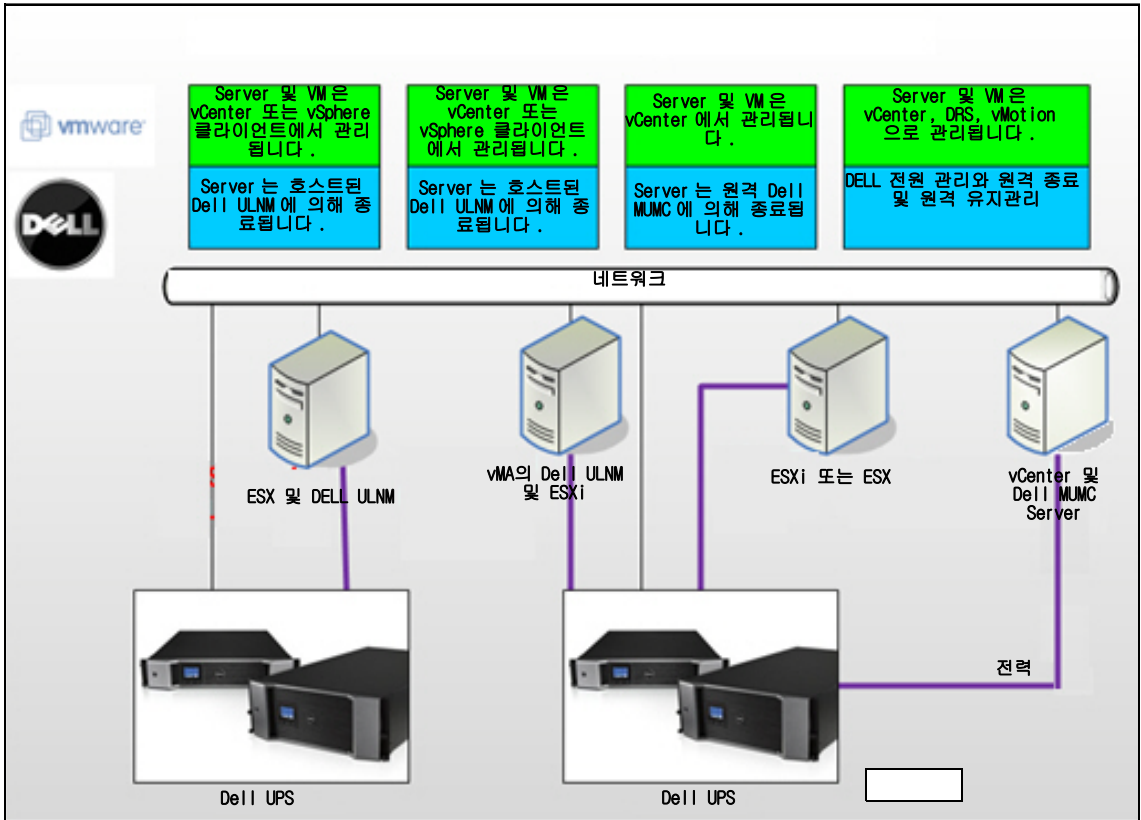 vmware
DELL
Server 및 VM 은
vCenter 또는 vSphere
클라이언트에서 관리
됩니다 .
Server 는 호스트된
Dell ULNM 에 의해 종
료됩니다 .
Server 및 VM 은
vCenter 또는
vSphere 클라이언트
에서 관리됩니다 .
Server 는 호스트된
Dell ULNM 에 의해 종
료됩니다 .
Server 및 VM 은
vCenter 에서 관리됩니
다 .
Server 는 원격 Dell
MUMC 에 의해 종료됩
니다 .
Server 및 VM 은
vCenter, DRS, vMotion
으로 관리됩니다 .
DELL 전원 관리와 원격 종료
및 원격 유지관리
네트워크
ESX 및 DELL ULNM
vMA의 Dell ULNM
및 ESXi
ESXi 또는 ESX
vCenter 및
Dell MUMC
Server
전력
Dell UPS
Dell UPS